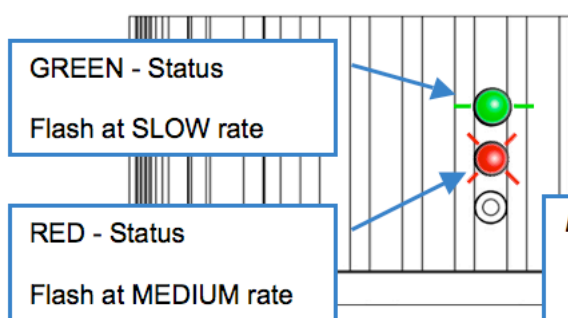 GREEN - Status
Flash at SLOW rate
RED - Status
Flash at MEDIUM rate